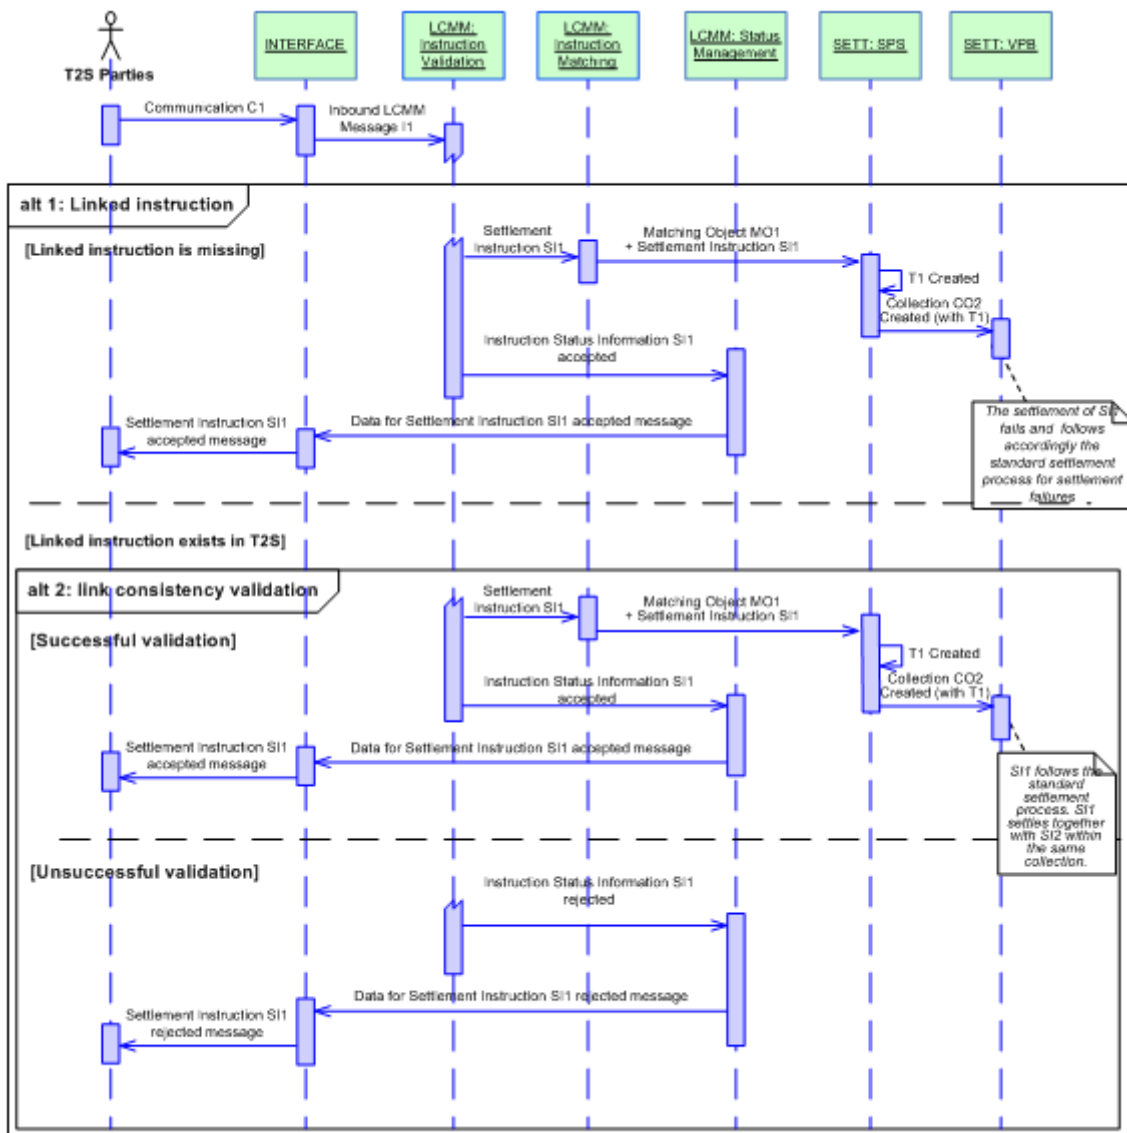 T2S Parties
INTERFACE
LCMM:
Instruction
Validation
LCMM:
Instruction
Matching
LCMM: Status
Management
SETT: SPS
SETT: VPB
Communication C1
Inbound LCMM
Message I1
alt 1: Linked instruction
[Linked instruction is missing]
Settlement
Instruction SI1
Matching Object MO1
+ Settlement Instruction SI1
T1 Created
Collection CO2
Created (with T1)
Instruction Status Information SI1
accepted
Data for Settlement Instruction SI1 accepted message
Settlement Instruction SI1
accepted message
The settlement of
fails and follows
accordingly the
standard settlement
process for settlement
failures
[Linked instruction exists in T2S]
alt 2: link consistency validation
[Successful validation]
Settlement
Instruction SI1
Matching Object MO1
+ Settlement Instruction SI1
T1 Created
Collection CO2
Created (with T1)
Instruction Status Information SI1
accepted
Data for Settlement Instruction SI1 accepted message
Settlement Instruction SI1
accepted message
SI1 follows the
standard
settlement
process. SI1
settles together
with SI2 within
the same
collection.
[Unsuccessful validation]
Instruction Status Information SI1
rejected
Data for Settlement Instruction SI1 rejected message
Settlement Instruction SI1
rejected message